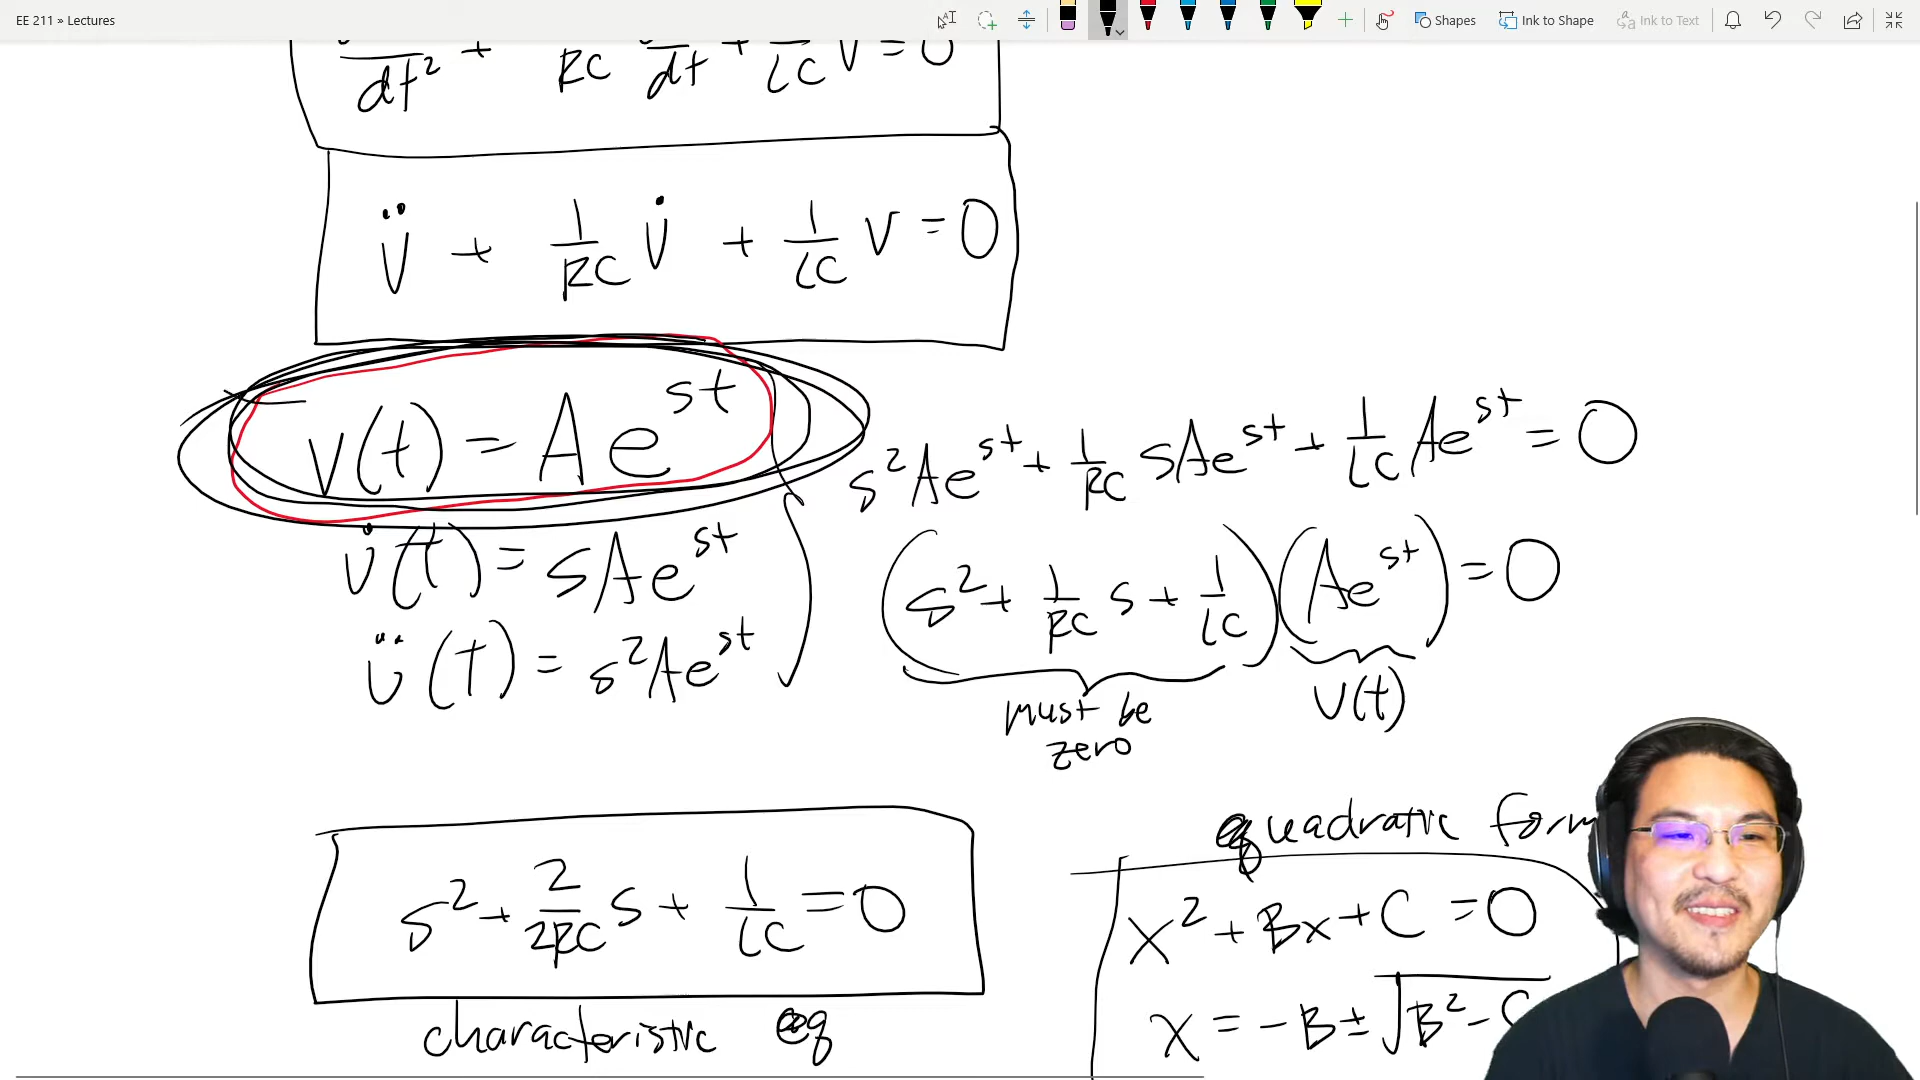 EE 211 » Lectures
Shapes
Ink to Shape
Ink to Text
dt² + RC dt + LC v = 0
v̈ + 1/RC v̇ + 1/LC v = 0
v(t) = Ae^st
s²Ae^st + 1/RC sAe^st + 1/LC Ae^st = 0
v̇(t) = sAe^st
(s² + 1/RC s + 1/LC)(Ae^st) = 0
v̈(t) = s²Ae^st
must be
zero
v(t)
quadratic form
s² + 2/2RC s + 1/LC = 0
x² + Bx + C = 0
characteristic eq
x = -B ± √B² - C